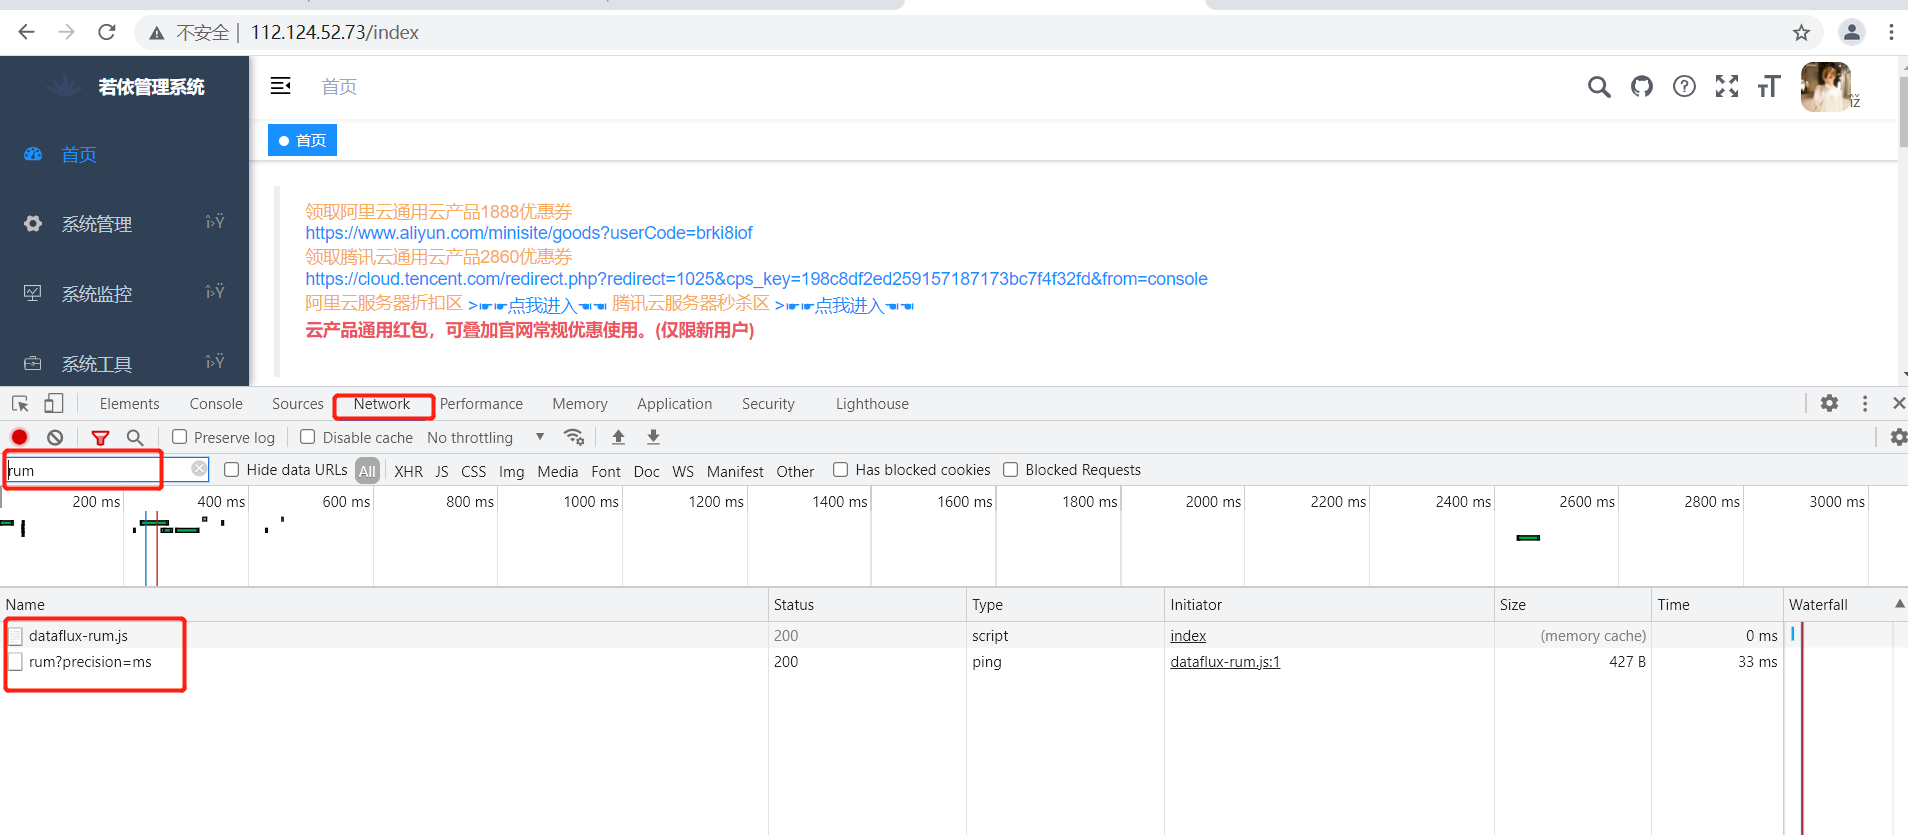 不安全 | 112.124.52.73/index
若依管理系统
首页
系统管理
系统监控
系统工具
首页
首页
领取阿里云通用云产品1888优惠券
https://www.aliyun.com/minisite/goods?userCode=brki8iof
领取腾讯云通用云产品2860优惠券
https://cloud.tencent.com/redirect.php?redirect=1025&cps_key=198c8df2ed259157187173bc7f4f32fd&from=console
阿里云服务器折扣区 >☛☛点我进入☚☚ 腾讯云服务器秒杀区 >☛☛点我进入☚☚
云产品通用红包，可叠加官网常规优惠使用。(仅限新用户)
Elements Console Sources Network Performance Memory Application Security Lighthouse
Preserve log Disable cache No throttling
rum Hide data URLs All XHR JS CSS Img Media Font Doc WS Manifest Other Has blocked cookies Blocked Requests
200 ms 400 ms 600 ms 800 ms 1000 ms 1200 ms 1400 ms 1600 ms 1800 ms 2000 ms 2200 ms 2400 ms 2600 ms 2800 ms 3000 ms
Name Status Type Initiator Size Time Waterfall
dataflux-rum.js 200 script index (memory cache) 0 ms
rum?precision=ms 200 ping dataflux-rum.js:1 427 B 33 ms